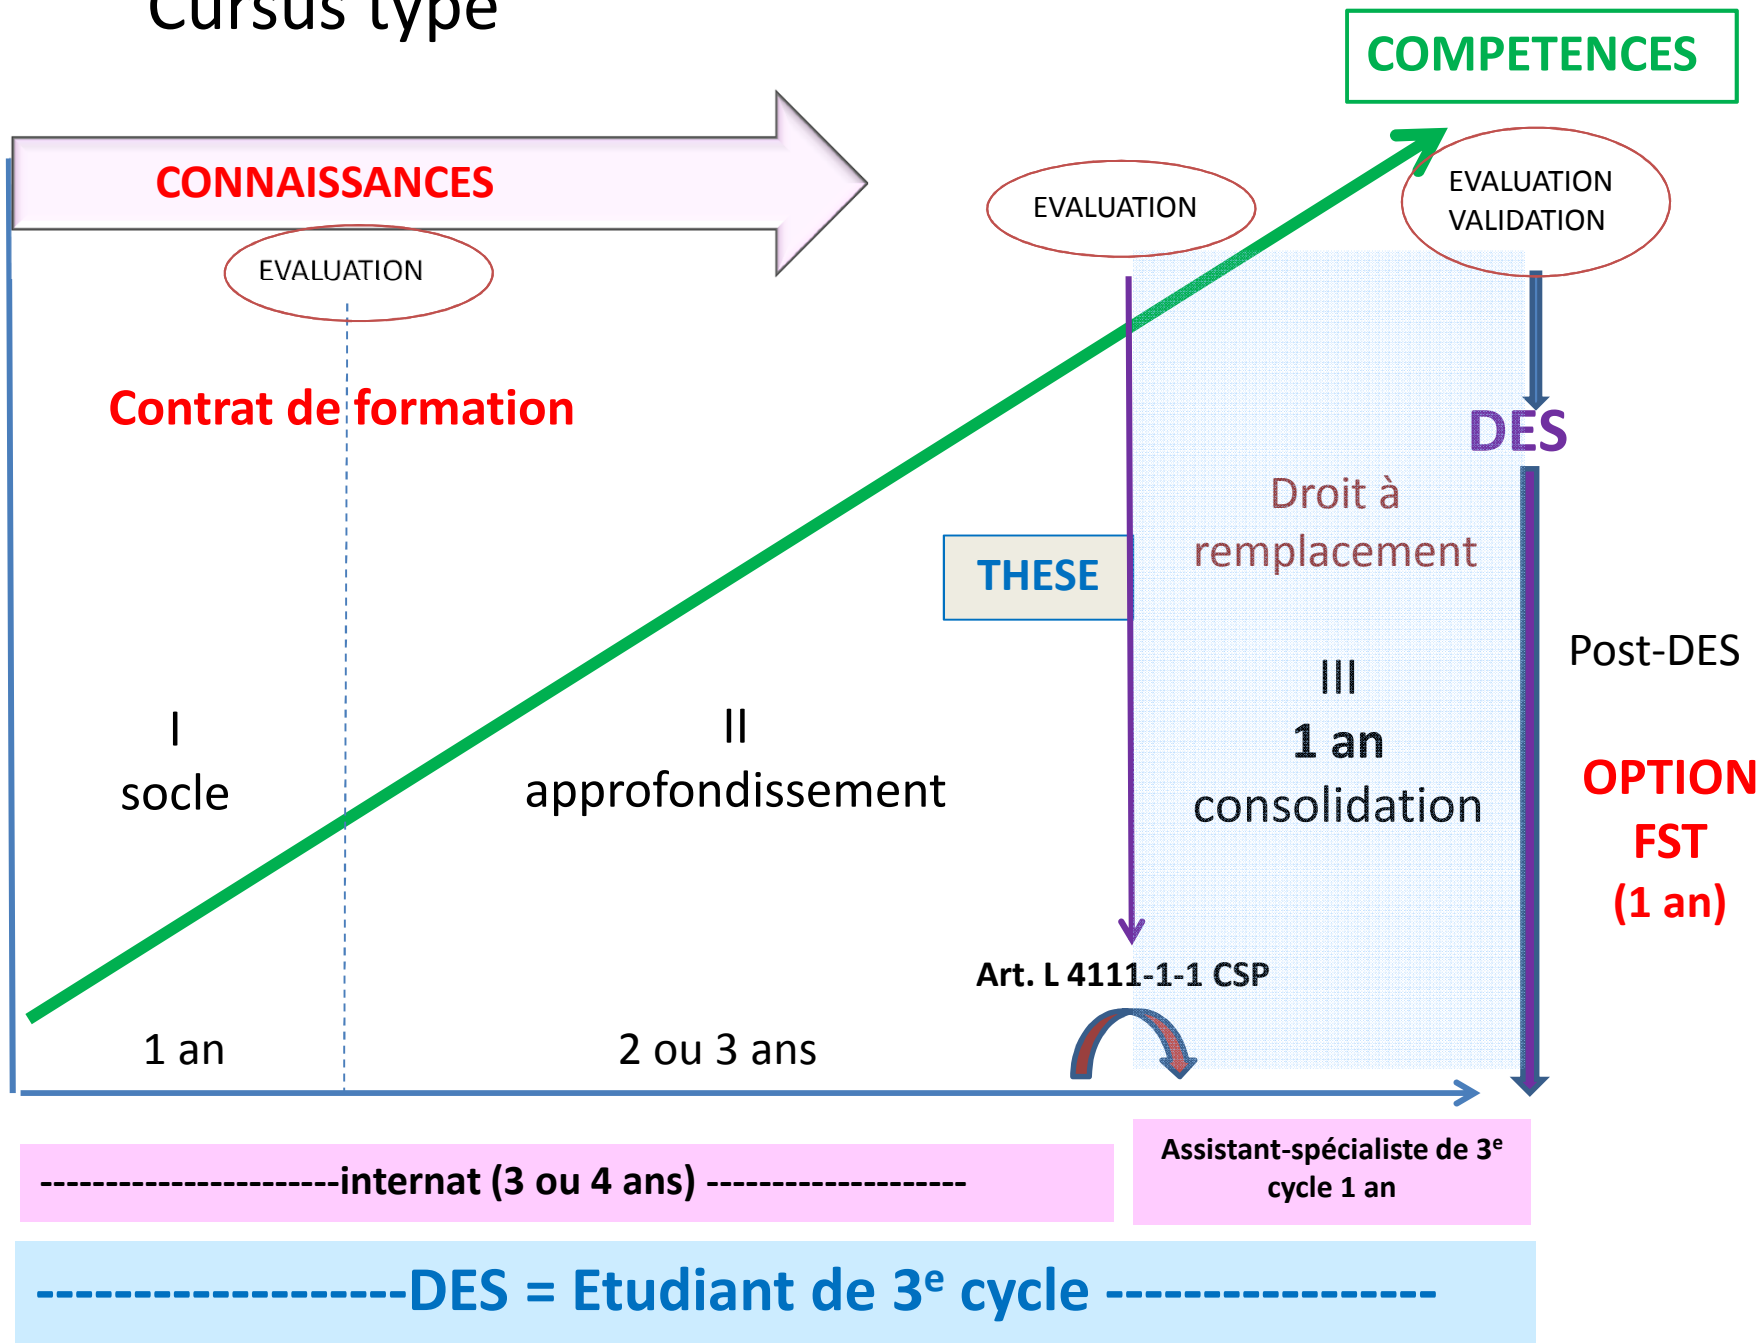 Cursus type
COMPETENCES
CONNAISSANCES
EVALUATION
EVALUATION
EVALUATION
VALIDATION
Contrat de formation
DES
Droit à
remplacement
THESE
Post-DES
I
socle
II
approfondissement
III
1 an
consolidation
OPTION
FST
(1 an)
Art. L 4111-1-1 CSP
1 an
2 ou 3 ans
-----------------------internat (3 ou 4 ans) --------------------
Assistant-spécialiste de 3e
cycle 1 an
-------------------DES = Etudiant de 3e cycle -----------------